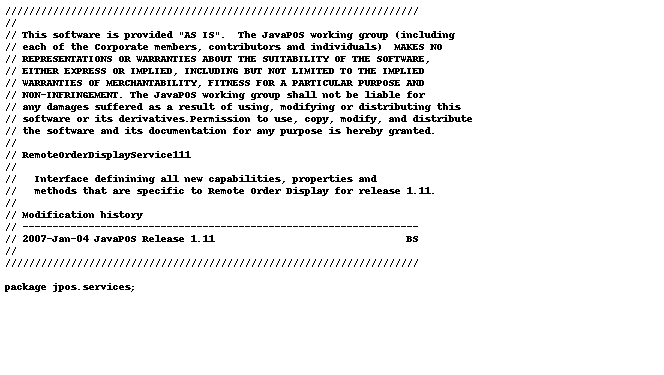 //////////////////////////////////////////////////////////////////////
//
// This software is provided "AS IS".  The JavaPOS working group (including
// each of the Corporate members, contributors and individuals)  MAKES NO
// REPRESENTATIONS OR WARRANTIES ABOUT THE SUITABILITY OF THE SOFTWARE,
// EITHER EXPRESS OR IMPLIED, INCLUDING BUT NOT LIMITED TO THE IMPLIED
// WARRANTIES OF MERCHANTABILITY, FITNESS FOR A PARTICULAR PURPOSE AND
// NON-INFRINGEMENT. The JavaPOS working group shall not be liable for
// any damages suffered as a result of using, modifying or distributing this
// software or its derivatives.Permission to use, copy, modify, and distribute
// the software and its documentation for any purpose is hereby granted.
//
// RemoteOrderDisplayService111
//
//   Interface definining all new capabilities, properties and
//   methods that are specific to Remote Order Display for release 1.11.
//
// Modification history
// ------------------------------------------------------------------
// 2007-Jan-04 JavaPOS Release 1.11                                BS
//
//////////////////////////////////////////////////////////////////////
package jpos.services;